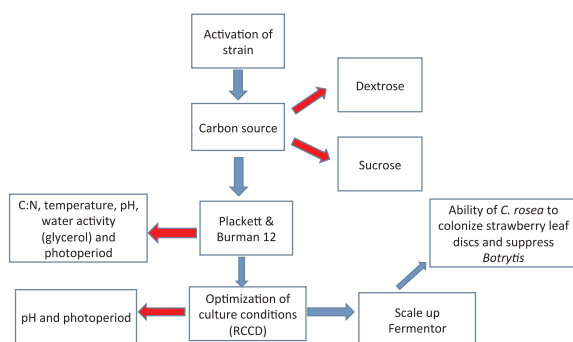 Activation of
strain
Dextrose
Carbon source
Sucrose
C:N, temperature, pH,
water activity
(glycerol) and
photoperiod
Plackett &
Burman 12
Ability of C. rosea to
colonize strawberry leaf
discs and suppress
Botrytis
pH and photoperiod
Optimization of
culture conditions
(RCCD)
Scale up
Fermentor